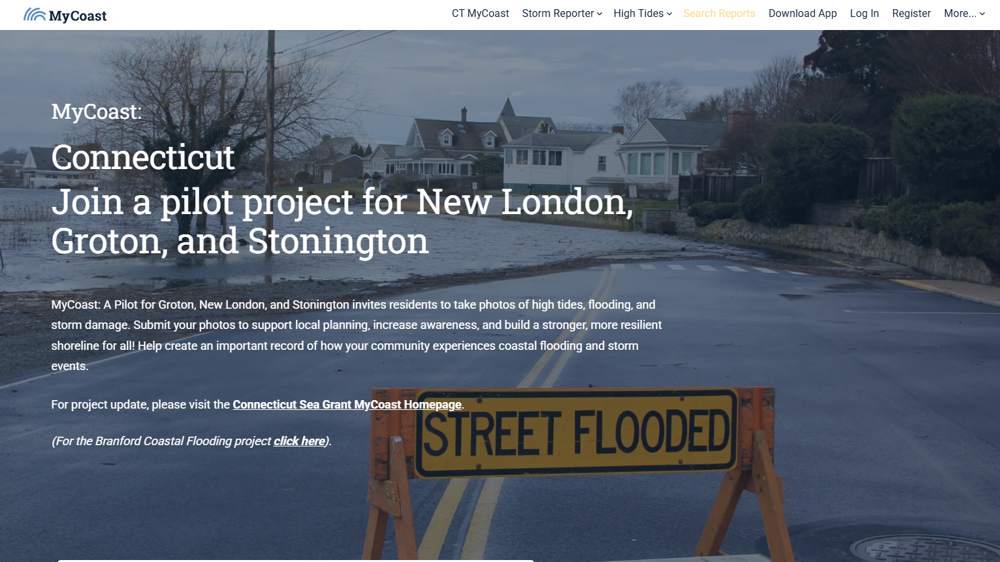 MyCoast
CT MyCoast
Storm Reporter
High Tides
Search Reports
Download App
Log In
Register
More...
MyCoast:
Connecticut
Join a pilot project for New London,
Groton, and Stonington
MyCoast: A Pilot for Groton, New London, and Stonington invites residents to take photos of high tides, flooding, and
storm damage. Submit your photos to support local planning, increase awareness, and build a stronger, more resilient
shoreline for all! Help create an important record of how your community experiences coastal flooding and storm
events.
For project update, please visit the Connecticut Sea Grant MyCoast Homepage.
(For the Branford Coastal Flooding project click here).
STREET FLOODED